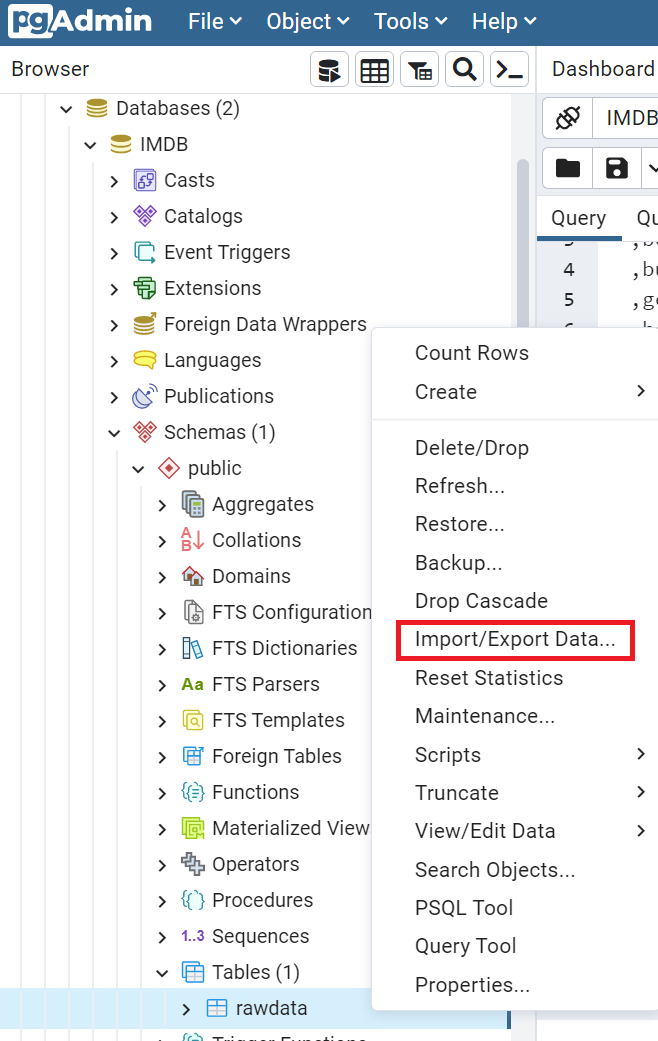 pgAdmin File Object Tools Help
Browser
Dashboard
Databases (2)
IMDB
IMDB
Casts
Catalogs
Query
Event Triggers
4
Extensions
5
Foreign Data Wrappers
Languages
Publications
Schemas (1)
public
Aggregates
Collations
Domains
FTS Configuration
FTS Dictionaries
Aa FTS Parsers
FTS Templates
Foreign Tables
Functions
Materialized View
Operators
Procedures
1..3 Sequences
Tables (1)
rawdata
Count Rows
Create
Delete/Drop
Refresh...
Restore...
Backup...
Drop Cascade
Import/Export Data...
Reset Statistics
Maintenance...
Scripts
Truncate
View/Edit Data
Search Objects...
PSQL Tool
Query Tool
Properties...